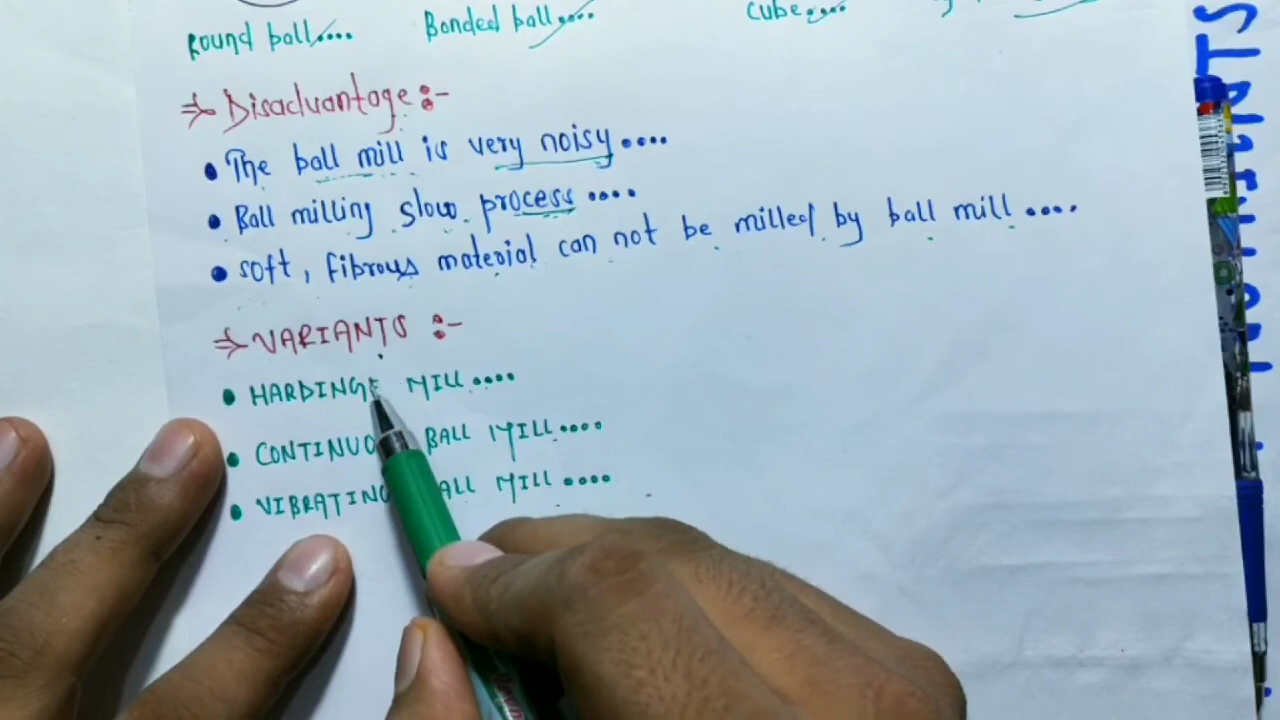 Round ball.... Bonded ball.... Cube....
⇒ Disadvantage:-
• The ball mill is very noisy....
• Ball milling slow process....
• Soft, Fibrous material can not be milled by ball mill....
⇒ VARIANTS :-
• HARDINGE MILL....
• BALL MILL....
• MILL....